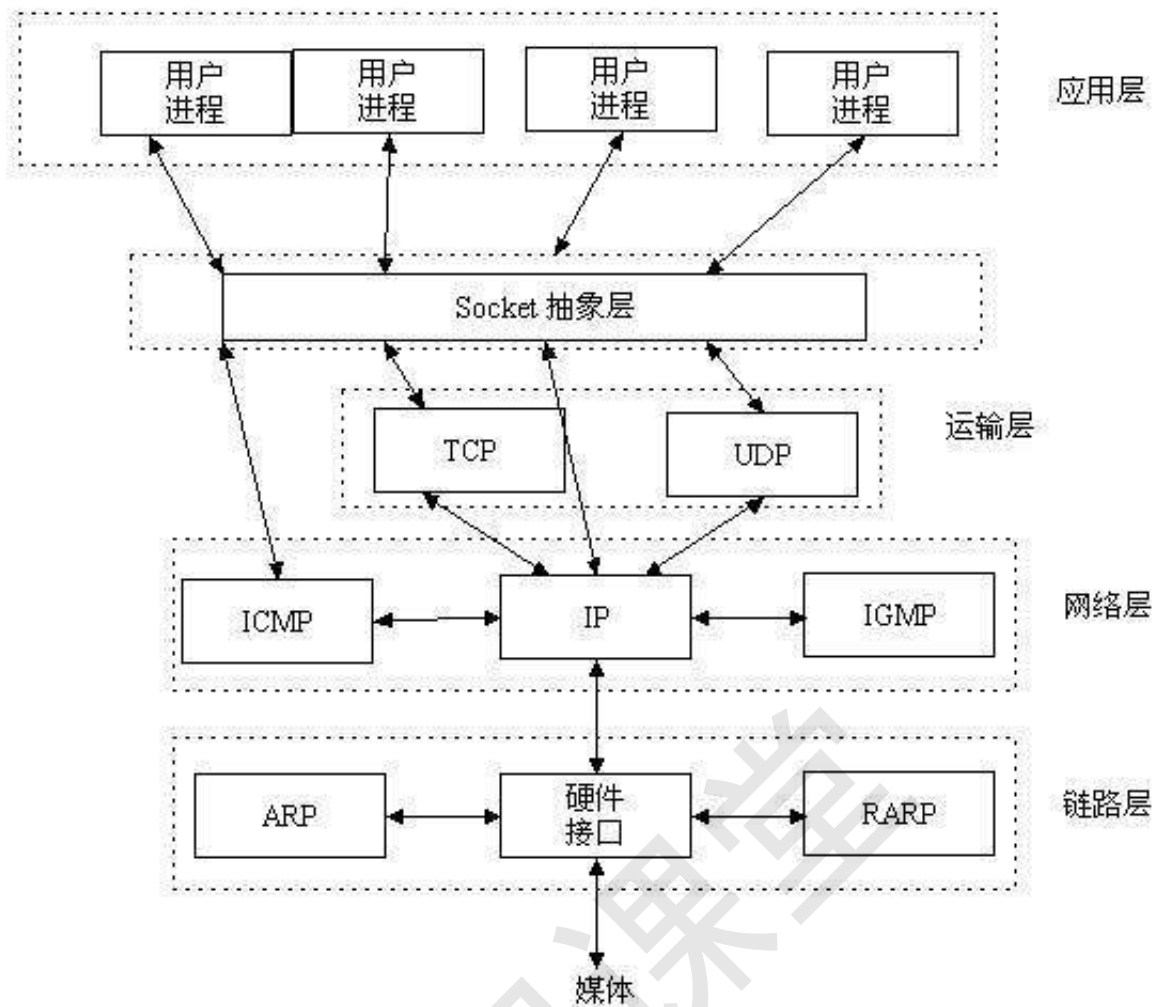 用户
进程
用户
进程
用户
进程
用户
进程
应用层
Socket 抽象层
TCP
UDP
运输层
ICMP
IP
IGMP
网络层
ARP
硬件
接口
RARP
链路层
媒体
课堂